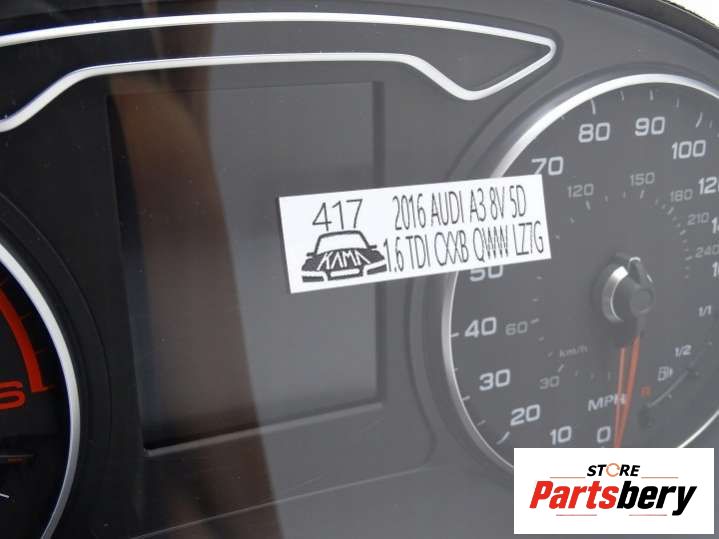 417
KAMA
2016 AUDI A3 8V 5D
1.6 TDI CXXB QWW LZ7G
80 90 100
70
120 150 180
210
240
50
40 60
1/1
km/h
1/2
30 30
R
20 MPH
10 0
S
STORE
Partsbery